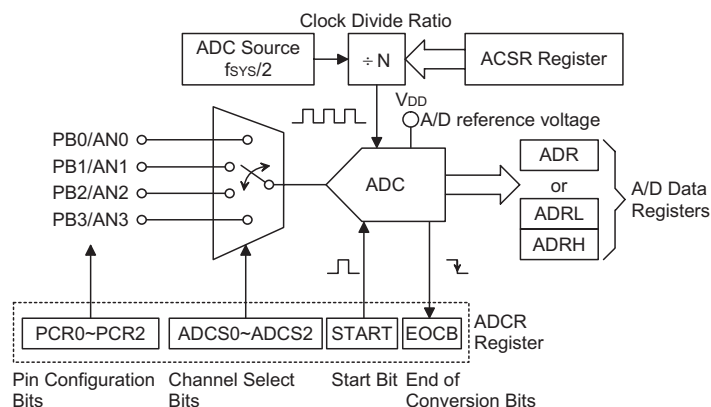 Clock Divide Ratio
ADC Source
fSYS/2
÷ N
ACSR Register
VDD
A/D reference voltage
PB0/AN0
PB1/AN1
PB2/AN2
PB3/AN3
ADC
ADR
or
ADRL
ADRH
A/D Data
Registers
PCR0~PCR2
ADCS0~ADCS2
START
EOCB
ADCR
Register
Pin Configuration
Bits
Channel Select
Bits
Start Bit
End of
Conversion Bits